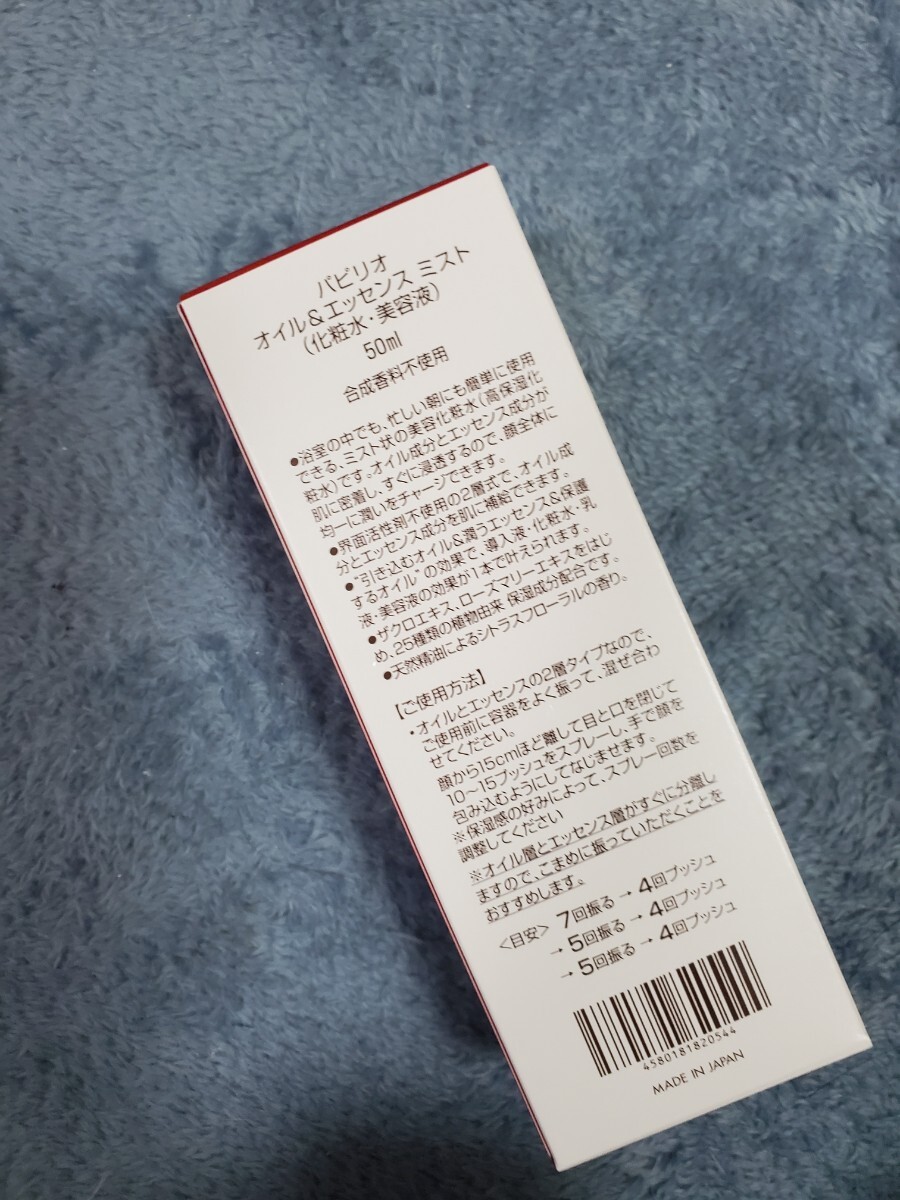 パピリオ
オイル＆エッセンス ミスト
（化粧水・美容液）
50ml
合成香料不使用
●浴室の中でも、忙しい朝にも簡単に使用
できる、ミスト状の美容化粧水（高保湿化
粧水）です。オイル成分とエッセンス成分が
肌に密着し、すぐに浸透するので、顔全体に
均一に潤いをチャージできます。
●界面活性剤不使用の2層式で、オイル成
分とエッセンス成分を肌に補給できます。
●“引き込むオイル&潤うエッセンス&保護
するオイル”の効果で、導入液・化粧水・乳
液・美容液の効果が1本で叶えられます。
●ザクロエキス、ローズマリーエキスをはじ
め、25種類の植物由来 保湿成分配合です。
●天然精油によるシトラスフローラルの香り。
【ご使用方法】
・オイルとエッセンスの2層タイプなので、
ご使用前に容器をよく振って、混ぜ合わ
せてください。
顔から15cmほど離して目と口を閉じて
10～15プッシュをスプレーし、手で顔を
包み込むようにしてなじませます。
※保湿感の好みによって、スプレー回数を
調整してください
※オイル層とエッセンス層がすぐに分離し
ますので、こまめに振っていただくことを
おすすめします。
〈目安〉 7回振る → 4回プッシュ
→ 5回振る → 4回プッシュ
→ 5回振る → 4回プッシュ
4580181820544
MADE IN JAPAN